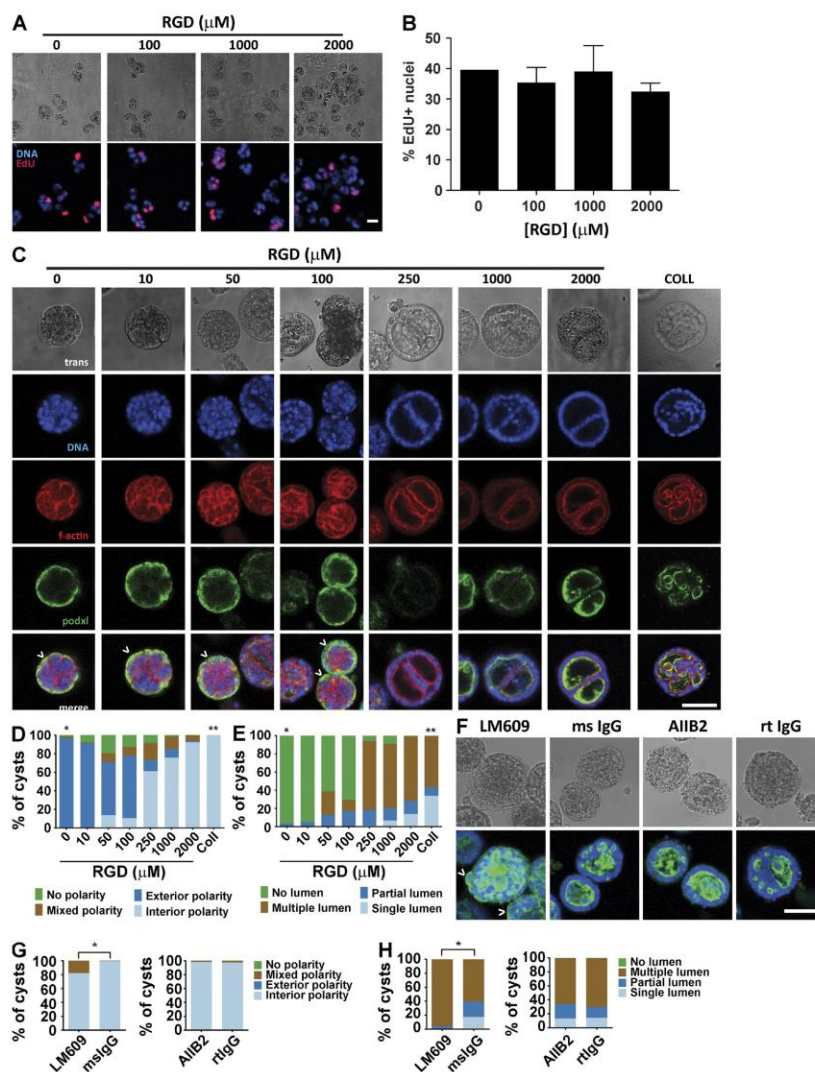 A
RGD (µM)
0 100 1000 2000
DNA
EdU
B
% EdU+ nuclei
50
40
30
20
10
0
0 100 1000 2000
[RGD] (µM)
C
RGD (µM)
0 10 50 100 250 1000 2000 COLL
trans
DNA
f-actin
podxl
merge
> > > > >
D
% of cysts
100
80
60
40
20
0
* **
0 10 50 100 250 1000 2000 Coll
RGD (µM)
No polarity Exterior polarity
Mixed polarity Interior polarity
E
% of cysts
100
80
60
40
20
0
* **
0 10 50 100 250 1000 2000 Coll
RGD (µM)
No lumen Partial lumen
Multiple lumen Single lumen
F
LM609 ms IgG AIIB2 rt IgG
> >
G
% of cysts
100
80
60
40
20
0
*
LM609 msIgG
% of cysts
100
80
60
40
20
0
AIIB2 rtIgG
No polarity
Mixed polarity
Exterior polarity
Interior polarity
H
% of cysts
100
80
60
40
20
0
*
LM609 msIgG
% of cysts
100
80
60
40
20
0
AIIB2 rtIgG
No lumen
Multiple lumen
Partial lumen
Single lumen